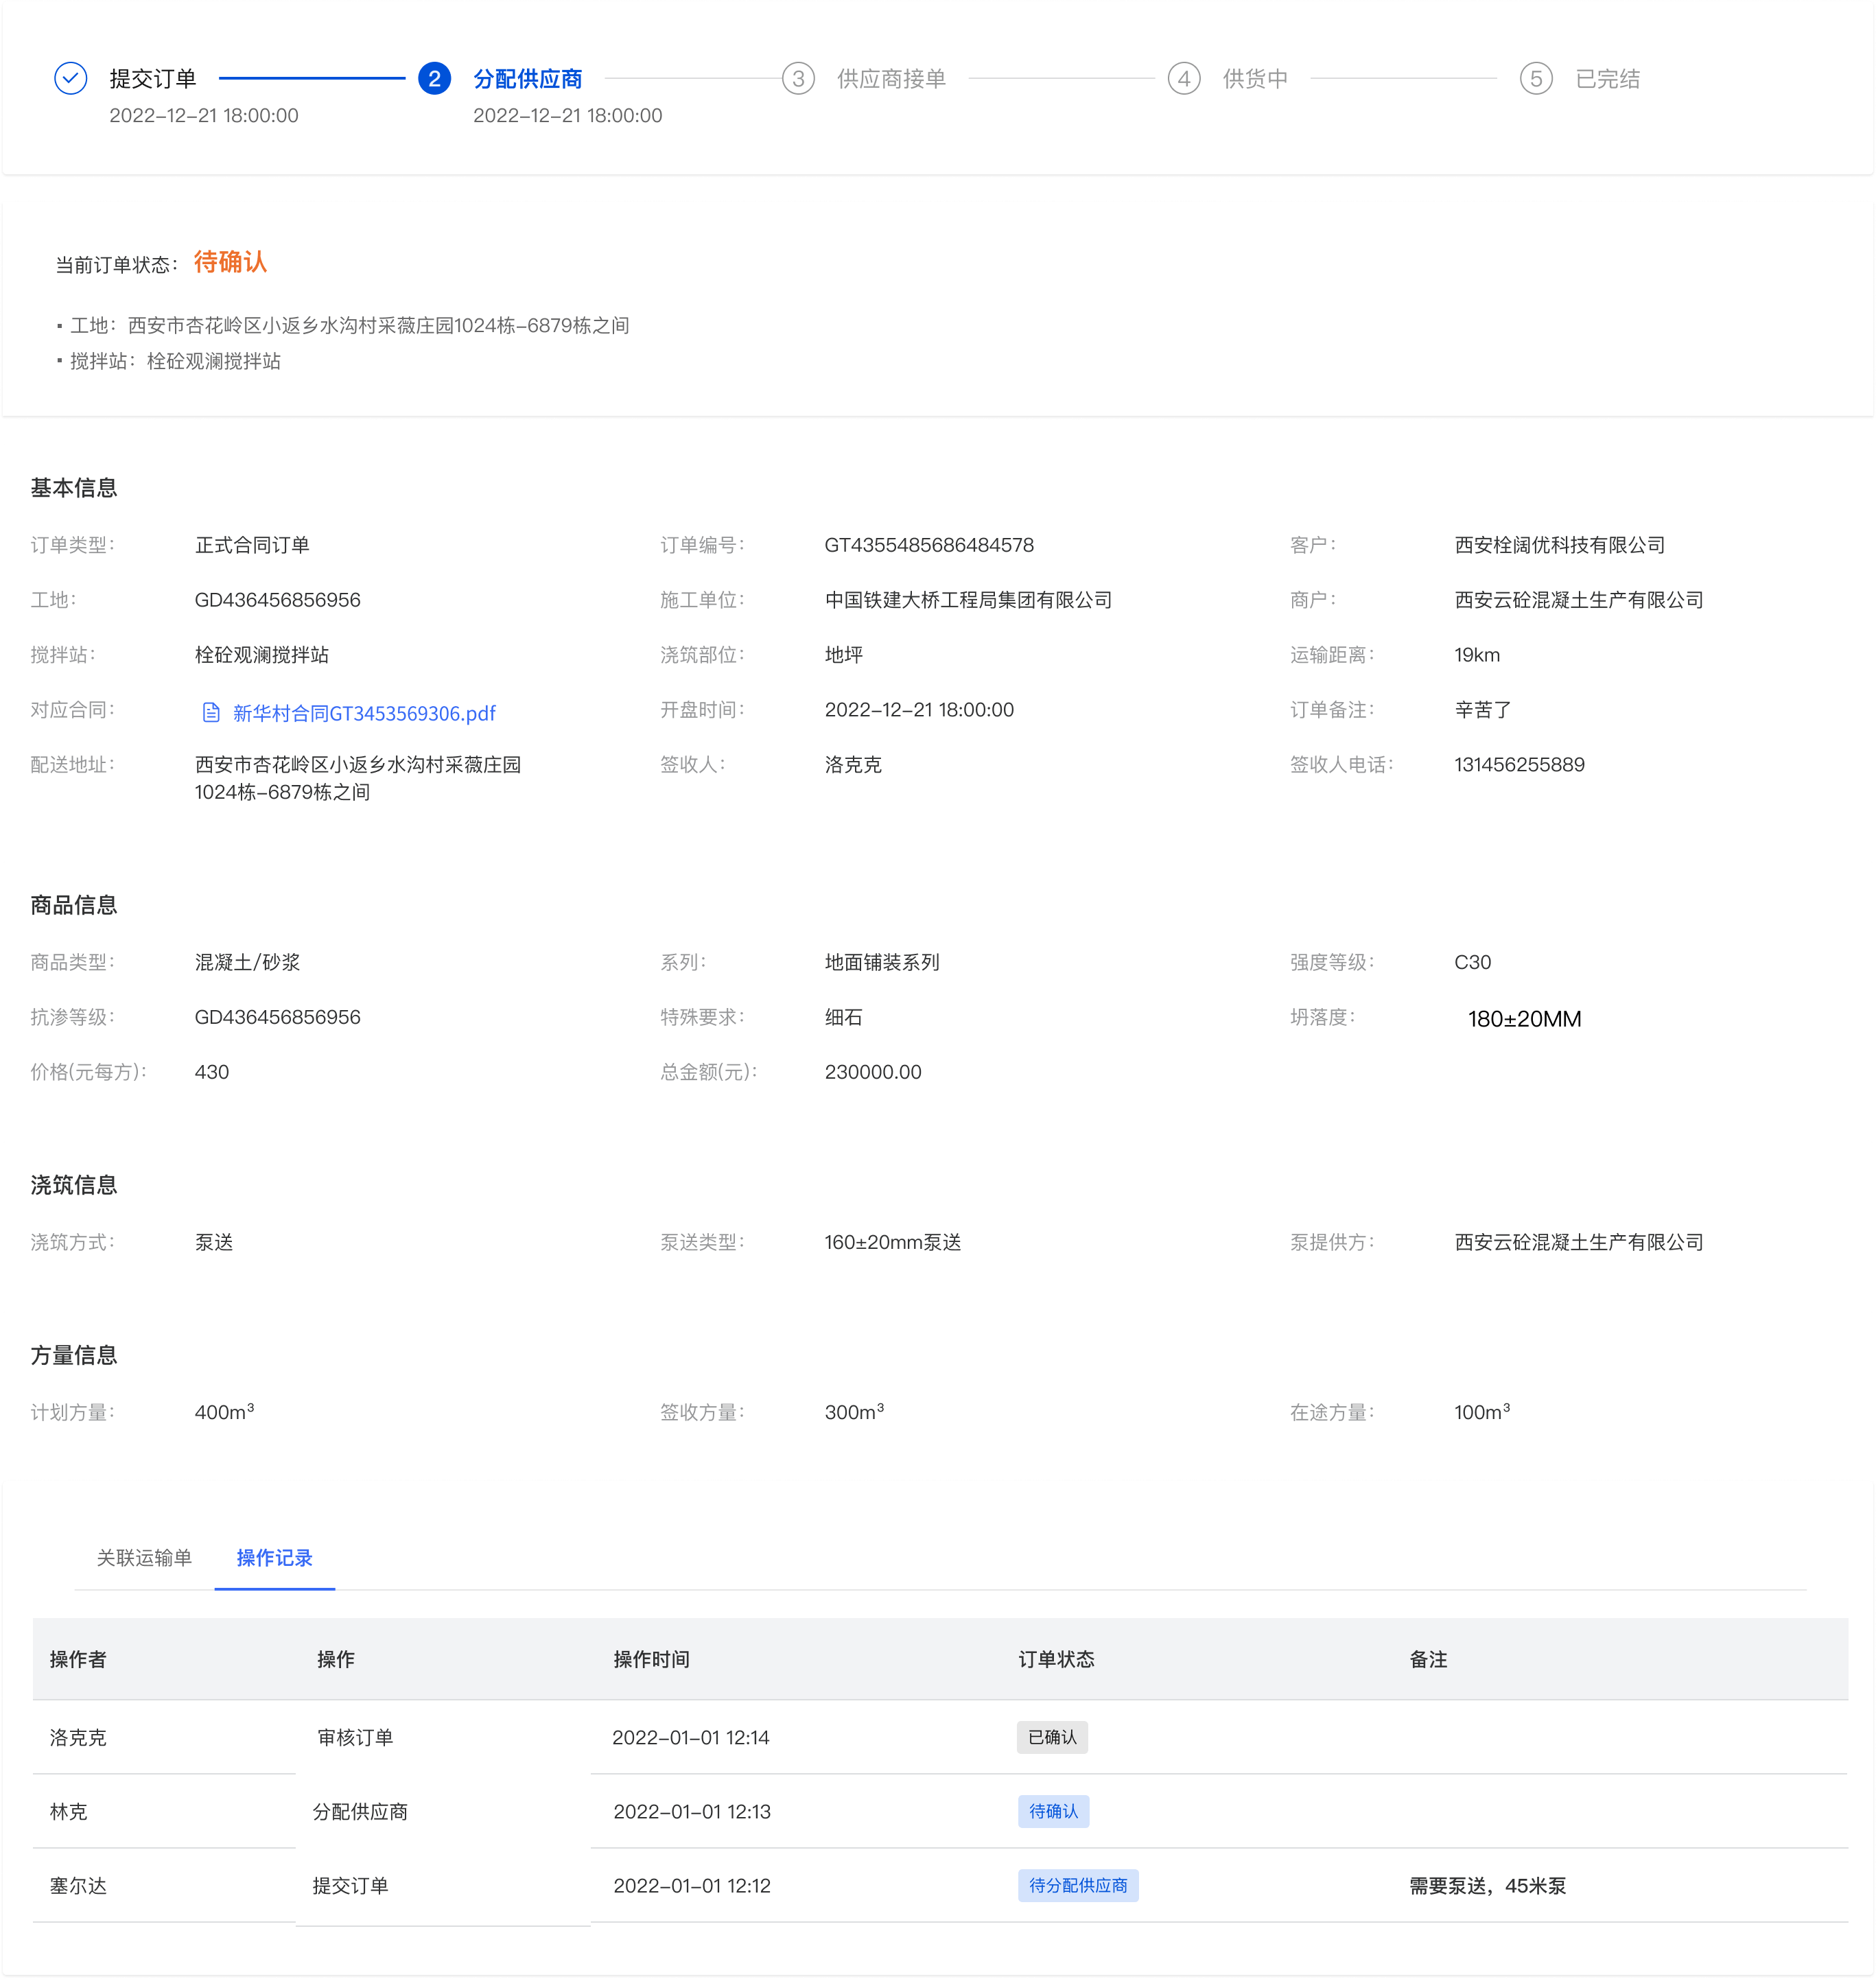 提交订单 2 分配供应商 3 供应商接单 4 供货中 5 已完结
2022-12-21 18:00:00 2022-12-21 18:00:00
当前订单状态： 待确认
▪ 工地：西安市杏花岭区小返乡水沟村采薇庄园1024栋-6879栋之间
▪ 搅拌站：栓砼观澜搅拌站
基本信息
订单类型： 正式合同订单 订单编号： GT4355485686484578 客户： 西安栓阔优科技有限公司
工地： GD436456856956 施工单位： 中国铁建大桥工程局集团有限公司 商户： 西安云砼混凝土生产有限公司
搅拌站： 栓砼观澜搅拌站 浇筑部位： 地坪 运输距离： 19km
对应合同： 新华村合同GT3453569306.pdf 开盘时间： 2022-12-21 18:00:00 订单备注： 辛苦了
配送地址： 西安市杏花岭区小返乡水沟村采薇庄园 签收人： 洛克克 签收人电话： 131456255889
1024栋-6879栋之间
商品信息
商品类型： 混凝土/砂浆 系列： 地面铺装系列 强度等级： C30
抗渗等级： GD436456856956 特殊要求： 细石 坍落度： 180±20MM
价格(元每方)： 430 总金额(元)： 230000.00
浇筑信息
浇筑方式： 泵送 泵送类型： 160±20mm泵送 泵提供方： 西安云砼混凝土生产有限公司
方量信息
计划方量： 400m³ 签收方量： 300m³ 在途方量： 100m³
关联运输单 操作记录
操作者 操作 操作时间 订单状态 备注
洛克克 审核订单 2022-01-01 12:14 已确认
林克 分配供应商 2022-01-01 12:13 待确认
塞尔达 提交订单 2022-01-01 12:12 待分配供应商 需要泵送，45米泵